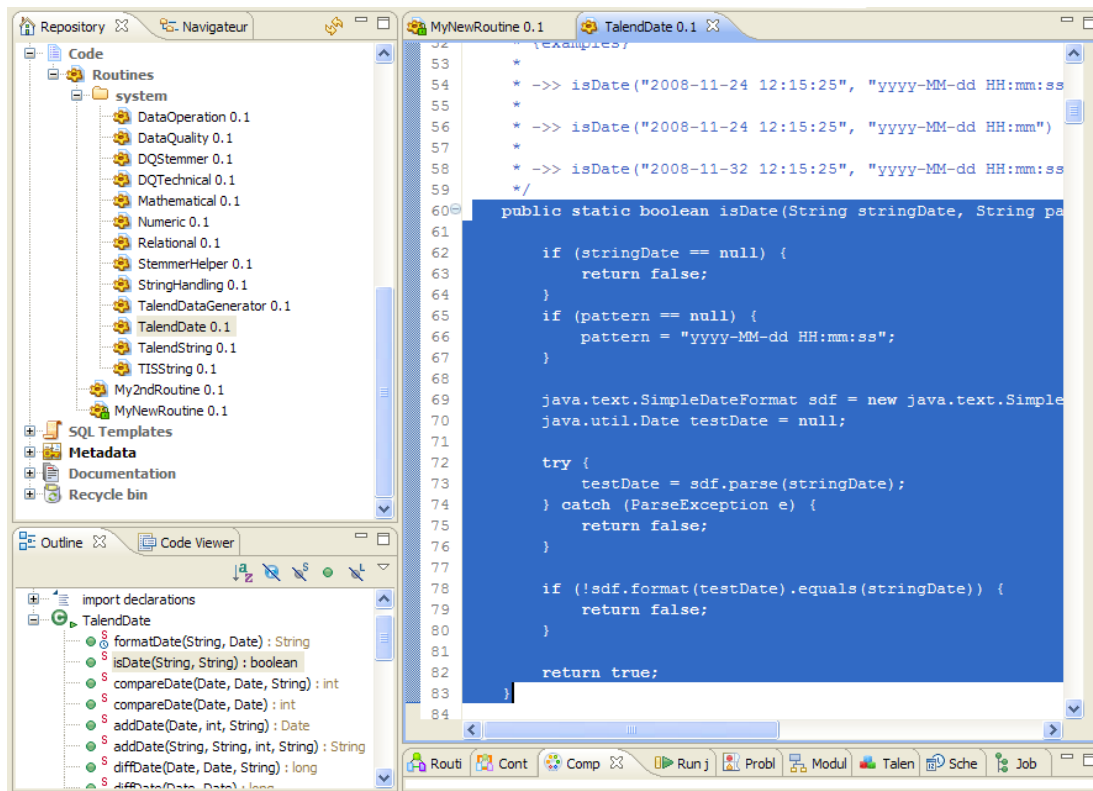 Repository
Navigateur
Code
Routines
system
DataOperation 0.1
DataQuality 0.1
DQStemmer 0.1
DQTechnical 0.1
Mathematical 0.1
Numeric 0.1
Relational 0.1
StemmerHelper 0.1
StringHandling 0.1
TalendDataGenerator 0.1
TalendDate 0.1
TalendString 0.1
TISString 0.1
My2ndRoutine 0.1
MyNewRoutine 0.1
SQL Templates
Metadata
Documentation
Recycle bin
Outline
Code Viewer
import declarations
TalendDate
formatDate(String, Date) : String
isDate(String, String) : boolean
compareDate(Date, Date, String) : int
compareDate(Date, Date) : int
addDate(Date, int, String) : Date
addDate(String, String, int, String) : String
diffDate(Date, Date, String) : long
diffDate(Date, Date) : long
MyNewRoutine 0.1
TalendDate 0.1
52 * {examples}
53 *
54 * ->> isDate("2008-11-24 12:15:25", "yyyy-MM-dd HH:mm:ss
55 *
56 * ->> isDate("2008-11-24 12:15:25", "yyyy-MM-dd HH:mm")
57 *
58 * ->> isDate("2008-11-32 12:15:25", "yyyy-MM-dd HH:mm:ss
59 */
60 public static boolean isDate(String stringDate, String pa
61
62 if (stringDate == null) {
63 return false;
64 }
65 if (pattern == null) {
66 pattern = "yyyy-MM-dd HH:mm:ss";
67 }
68
69 java.text.SimpleDateFormat sdf = new java.text.Simple
70 java.util.Date testDate = null;
71
72 try {
73 testDate = sdf.parse(stringDate);
74 } catch (ParseException e) {
75 return false;
76 }
77
78 if (!sdf.format(testDate).equals(stringDate)) {
79 return false;
80 }
81
82 return true;
83 }
84
Routi
Cont
Comp
Run j
Probl
Modul
Talen
Sche
Job